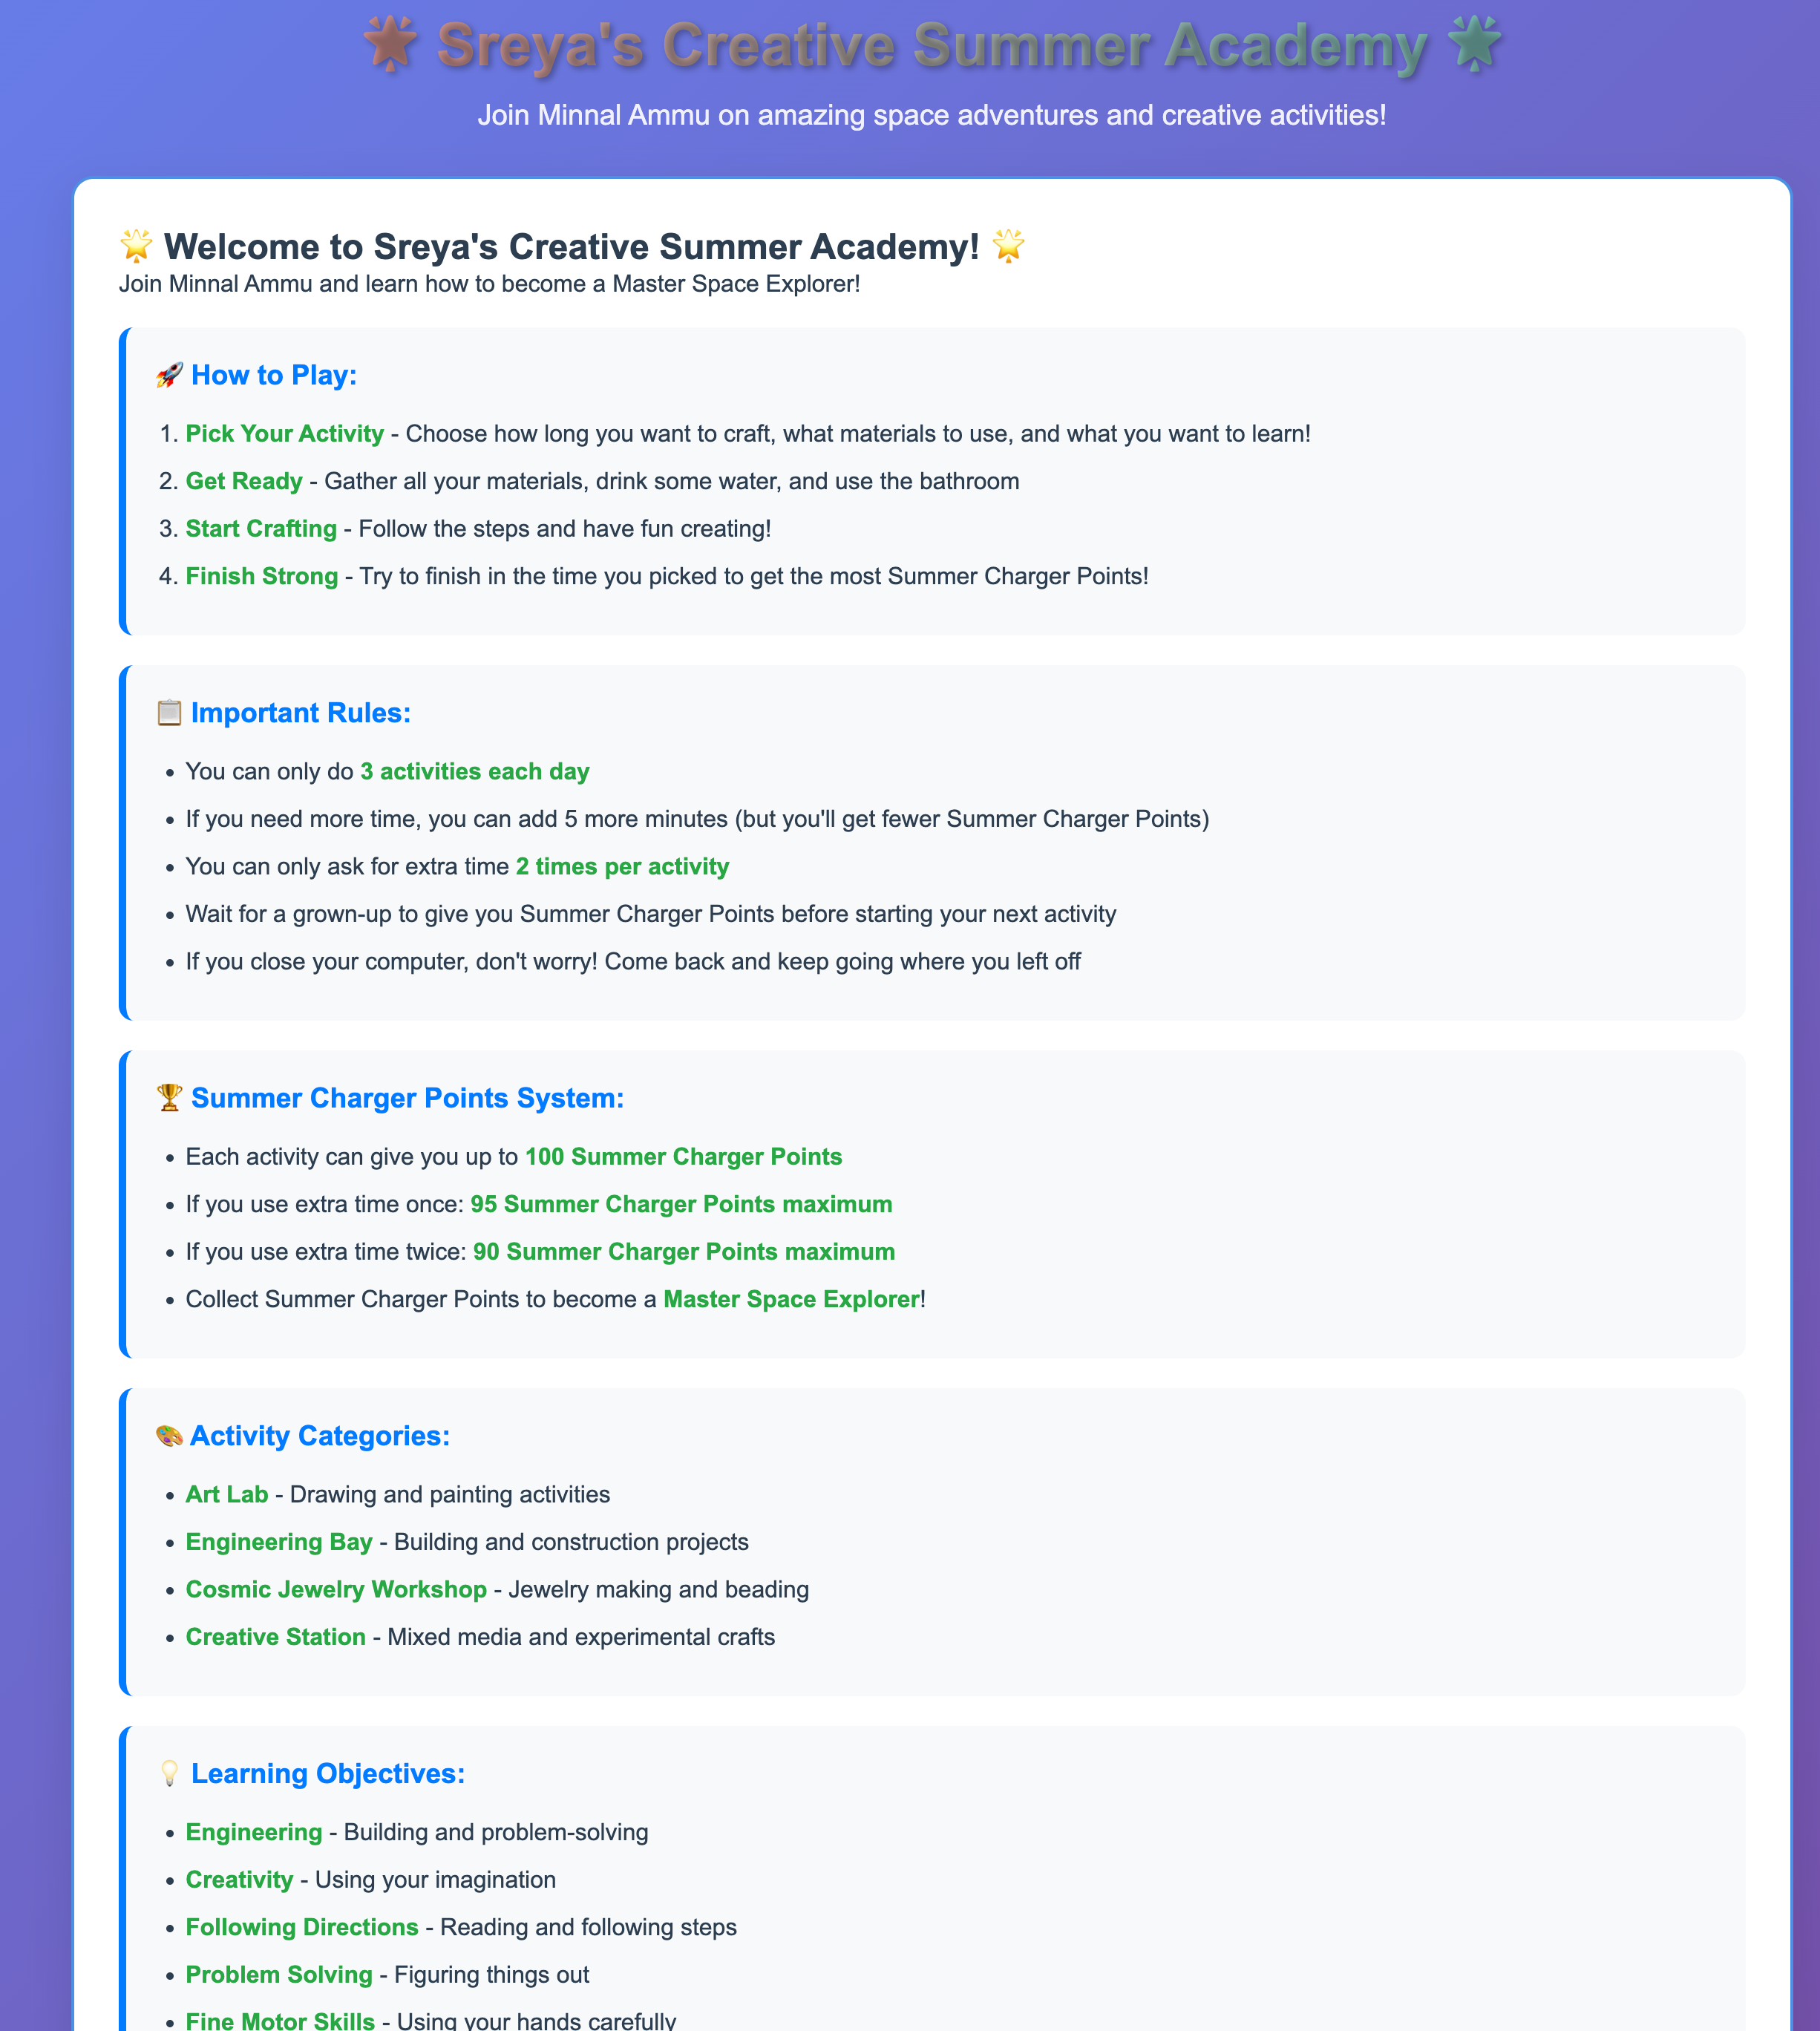 🌟 Sreya's Creative Summer Academy 🌟
Join Minnal Ammu on amazing space adventures and creative activities!
🌟 Welcome to Sreya's Creative Summer Academy! 🌟
Join Minnal Ammu and learn how to become a Master Space Explorer!
🚀 How to Play:
1. Pick Your Activity - Choose how long you want to craft, what materials to use, and what you want to learn!
2. Get Ready - Gather all your materials, drink some water, and use the bathroom
3. Start Crafting - Follow the steps and have fun creating!
4. Finish Strong - Try to finish in the time you picked to get the most Summer Charger Points!
📋 Important Rules:
• You can only do 3 activities each day
• If you need more time, you can add 5 more minutes (but you'll get fewer Summer Charger Points)
• You can only ask for extra time 2 times per activity
• Wait for a grown-up to give you Summer Charger Points before starting your next activity
• If you close your computer, don't worry! Come back and keep going where you left off
🏆 Summer Charger Points System:
• Each activity can give you up to 100 Summer Charger Points
• If you use extra time once: 95 Summer Charger Points maximum
• If you use extra time twice: 90 Summer Charger Points maximum
• Collect Summer Charger Points to become a Master Space Explorer!
🎨 Activity Categories:
• Art Lab - Drawing and painting activities
• Engineering Bay - Building and construction projects
• Cosmic Jewelry Workshop - Jewelry making and beading
• Creative Station - Mixed media and experimental crafts
💡 Learning Objectives:
• Engineering - Building and problem-solving
• Creativity - Using your imagination
• Following Directions - Reading and following steps
• Problem Solving - Figuring things out
• Fine Motor Skills - Using your hands carefully